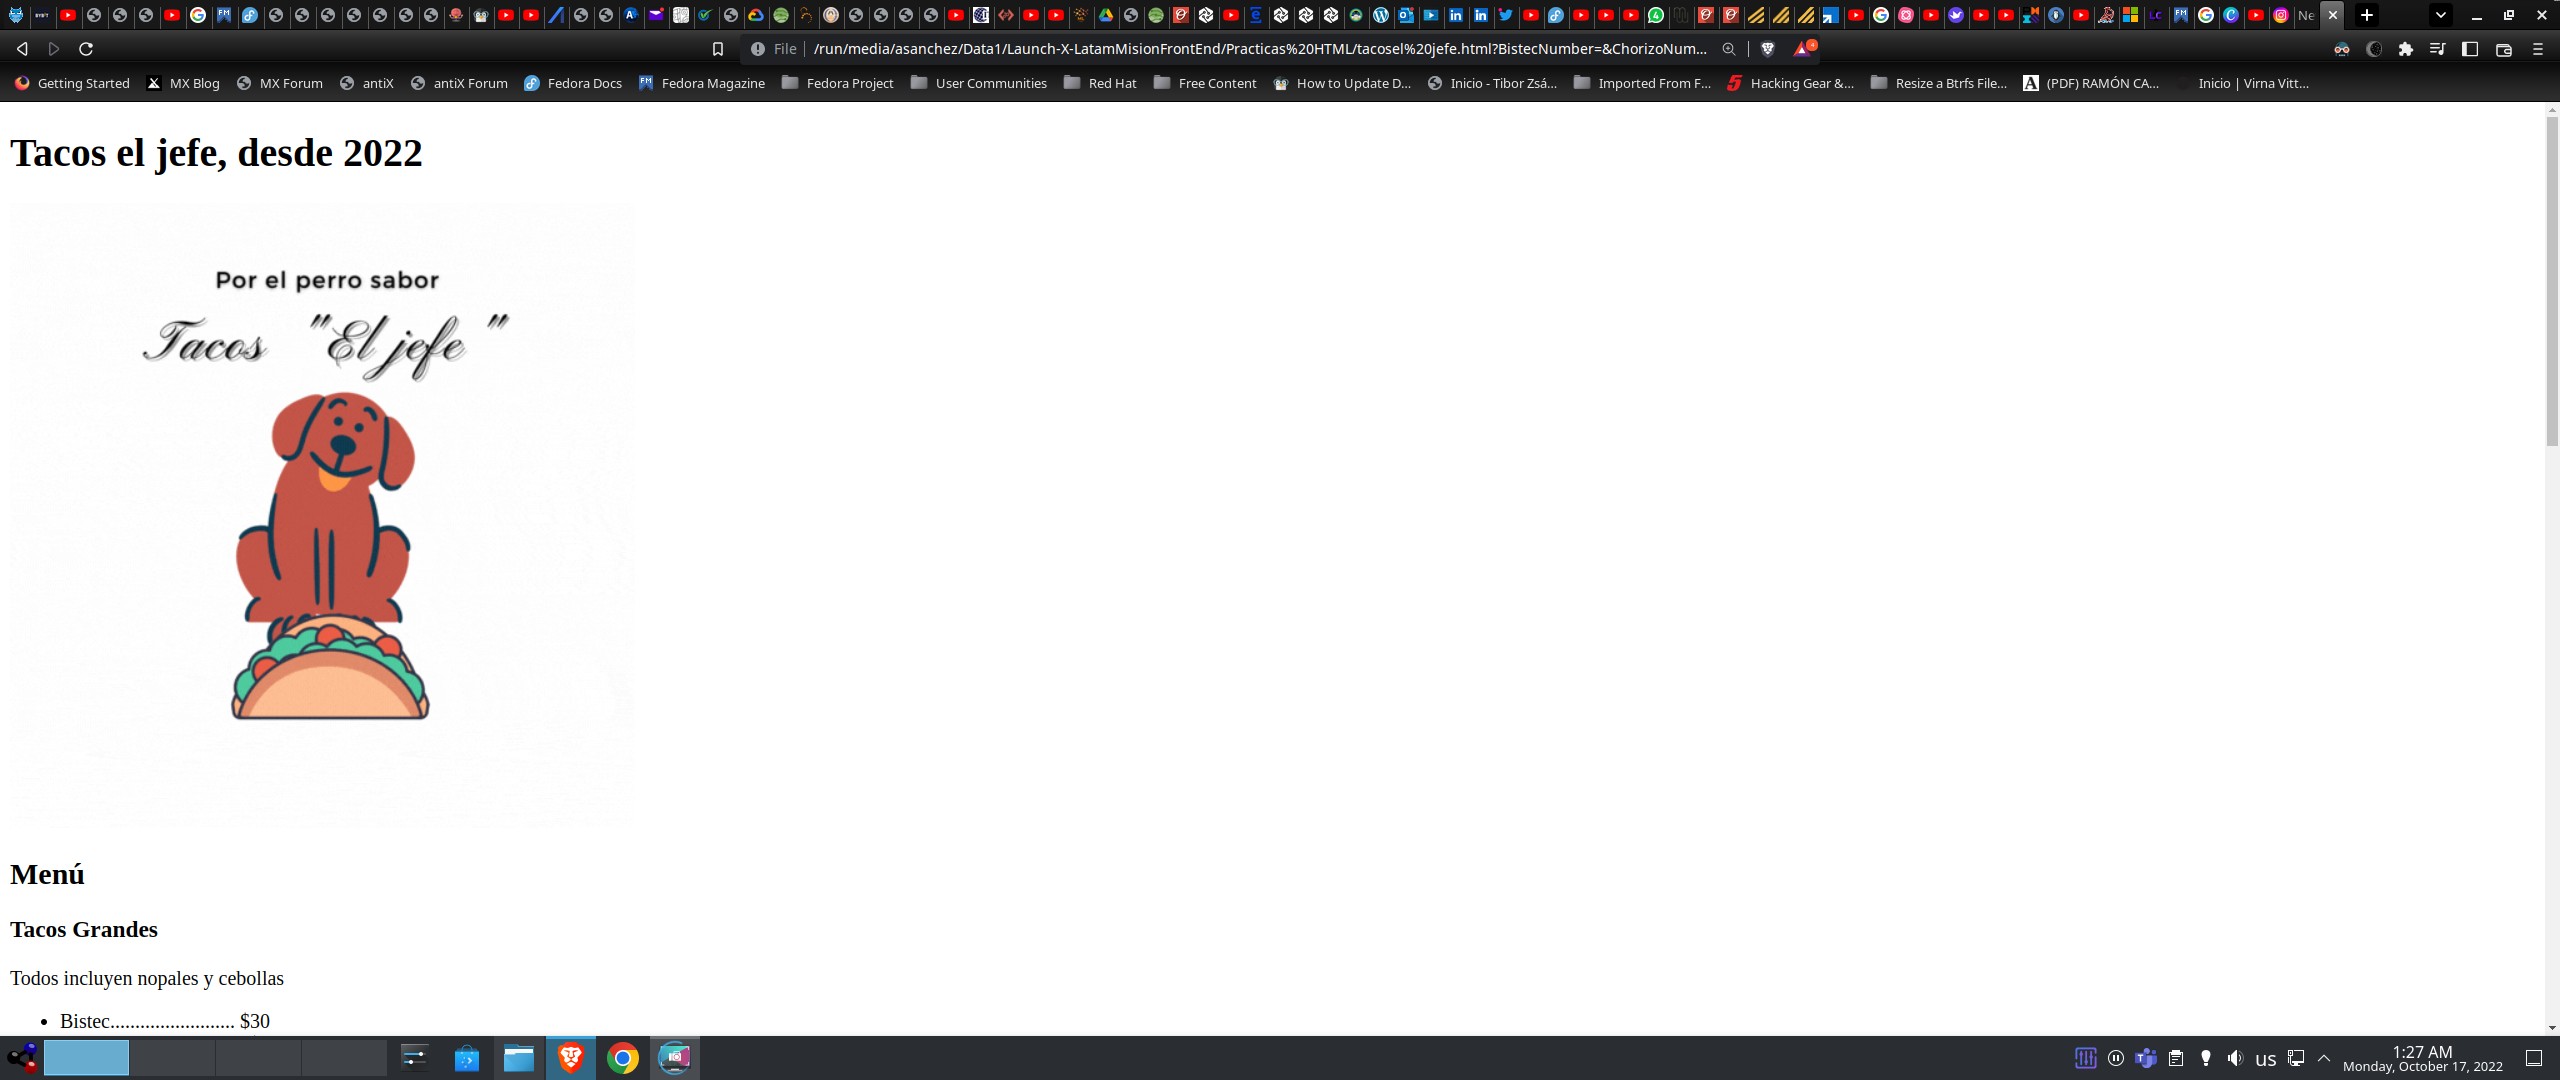 Ne
File
/run/media/asanchez/Data1/Launch-X-LatamMisionFrontEnd/Practicas%20HTML/tacosel%20jefe.html?BistecNumber=&ChorizoNum...
Getting Started
MX Blog
MX Forum
antiX
antiX Forum
Fedora Docs
Fedora Magazine
Fedora Project
User Communities
Red Hat
Free Content
How to Update D...
Inicio - Tibor Zsá...
Imported From F...
Hacking Gear &...
Resize a Btrfs File...
(PDF) RAMÓN CA...
Inicio | Virna Vitt...
Tacos el jefe, desde 2022
Por el perro sabor
Tacos "El jefe"
Menú
Tacos Grandes
Todos incluyen nopales y cebollas
Bistec......................... $30
us
1:27 AM
Monday, October 17, 2022